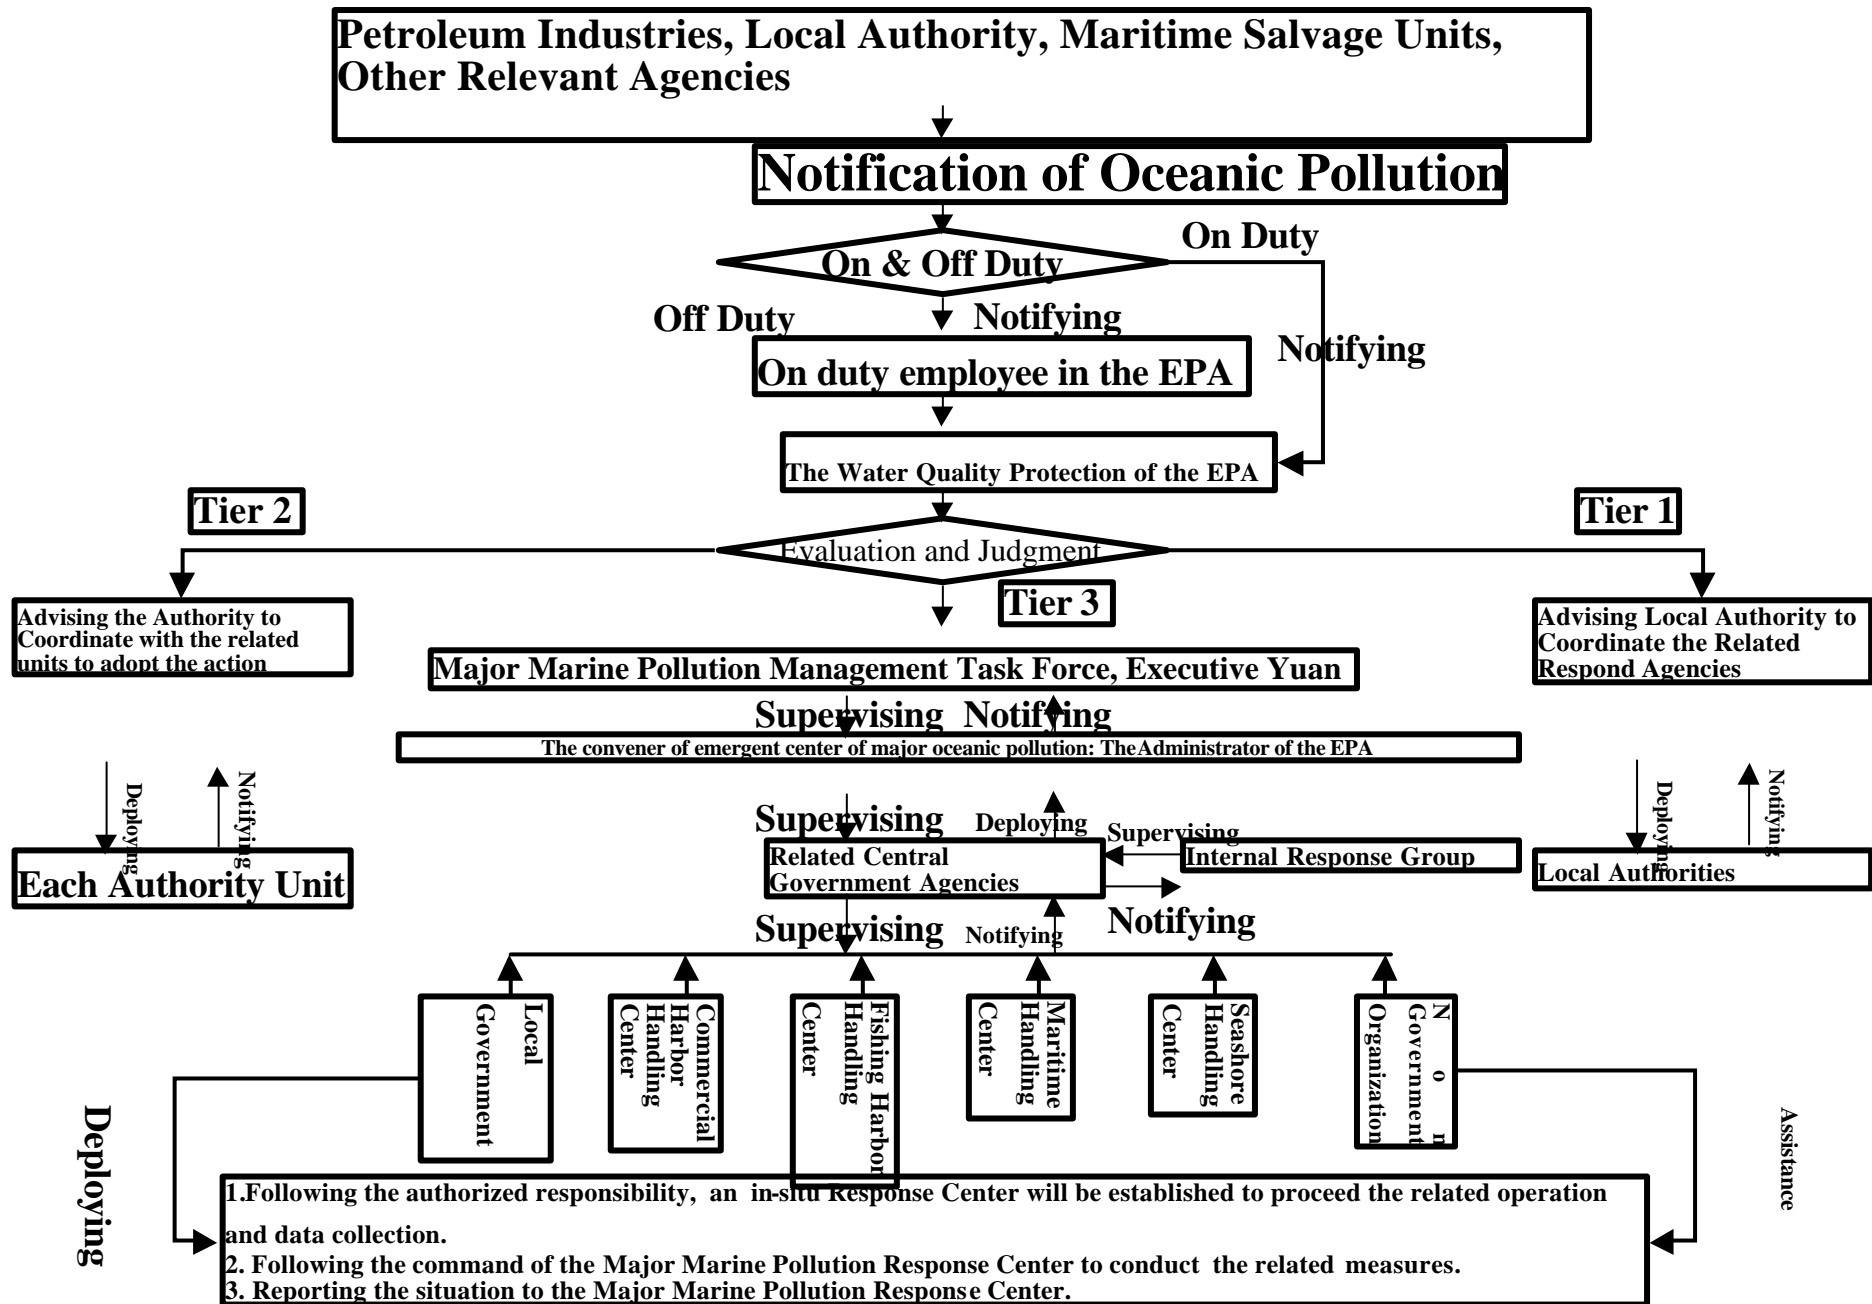 Petroleum Industries, Local Authority, Maritime Salvage Units,
Other Relevant Agencies
Notification of Oceanic Pollution
On Duty
On & Off Duty
Off Duty
Notifying
Notifying
On duty employee in the EPA
The Water Quality Protection of the EPA
Tier 2
Tier 1
Evaluation and Judgment
Tier 3
Advising the Authority to
Coordinate with the related
units to adopt the action
Advising Local Authority to
Coordinate the Related
Respond Agencies
Major Marine Pollution Management Task Force, Executive Yuan
Supervising
Notifying
The convener of emergent center of major oceanic pollution: The Administrator of the EPA
Deploying
Notifying
Supervising
Deploying
Supervising
Deploying
Notifying
Each Authority Unit
Related Central
Government Agencies
Internal Response Group
Local Authorities
Notifying
Supervising
Notifying
Local
Government
Commercial
Harbor
Handling
Center
Fishing Harbor
Handling
Center
Maritime
Handling
Center
Seashore
Handling
Center
N o n
Government
Organization
Deploying
Assistance
1.Following the authorized responsibility, an in-situ Response Center will be established to proceed the related operation
and data collection.
2. Following the command of the Major Marine Pollution Response Center to conduct the related measures.
3. Reporting the situation to the Major Marine Pollution Response Center.